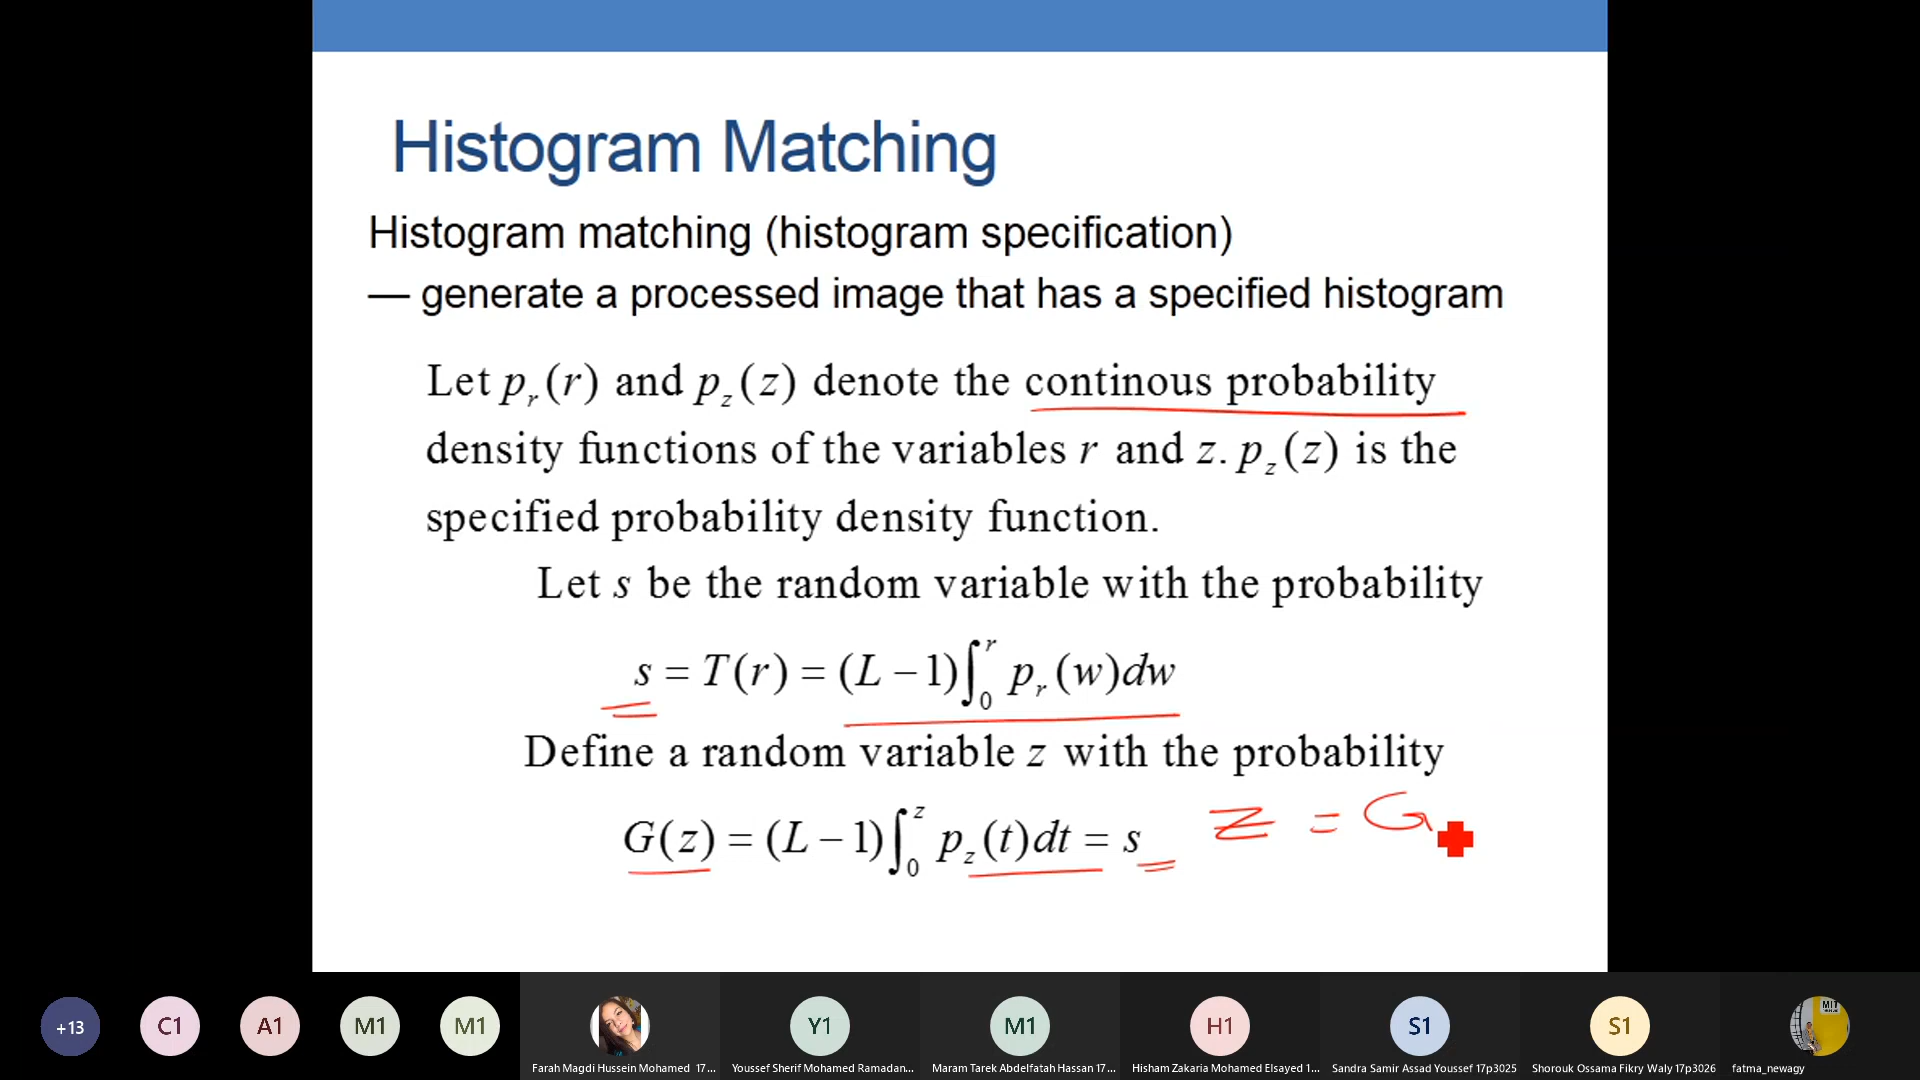 Histogram Matching
Histogram matching (histogram specification)
— generate a processed image that has a specified histogram
Let p_r(r) and p_z(z) denote the continous probability
density functions of the variables r and z. p_z(z) is the
specified probability density function.
Let s be the random variable with the probability
s = T(r) = (L − 1)∫_0^r p_r(w)dw
Define a random variable z with the probability
G(z) = (L − 1)∫_0^z p_z(t)dt = s z = G
+13
C1
A1
M1
M1
Y1
M1
H1
S1
S1
MIT
Farah Magdi Hussein Mohamed 17...
Youssef Sherif Mohamed Ramadan...
Maram Tarek Abdelfatah Hassan 17...
Hisham Zakaria Mohamed Elsayed 1...
Sandra Samir Assad Youssef 17p3025
Shorouk Ossama Fikry Waly 17p3026
fatma_newagy